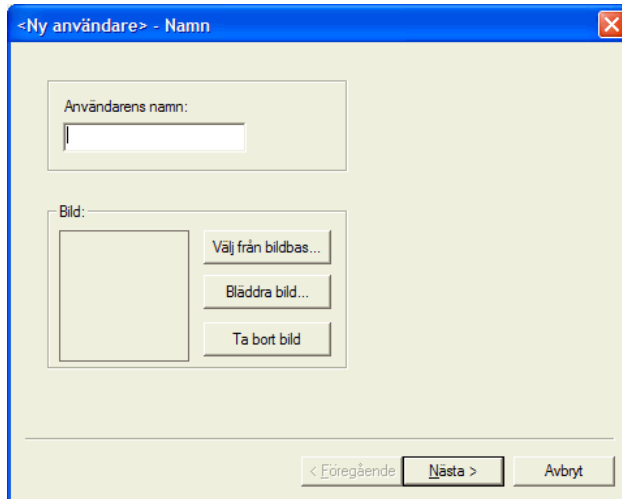 <Ny användare> - Namn
Användarens namn:
Bild:
Välj från bildbas...
Bläddra bild...
Ta bort bild
< Föregående
Nästa >
Avbryt